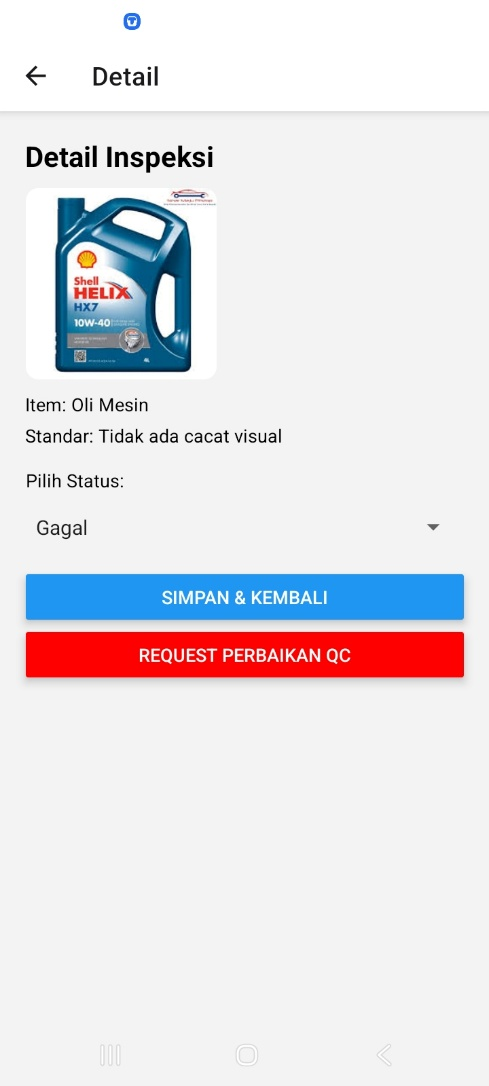 Detail
Detail Inspeksi
Shell
HELIX
HX7
10W-40
4L
Item: Oli Mesin
Standar: Tidak ada cacat visual
Pilih Status:
Gagal
SIMPAN & KEMBALI
REQUEST PERBAIKAN QC